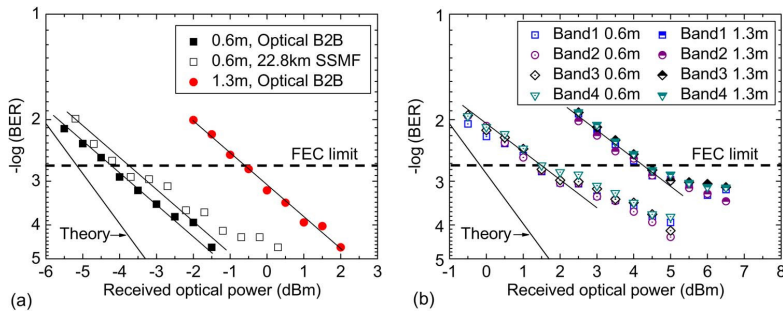 1
2
3
4
5
-log (BER)
0.6m, Optical B2B
0.6m, 22.8km SSMF
1.3m, Optical B2B
FEC limit
Theory
-6 -5 -4 -3 -2 -1 0 1 2 3
Received optical power (dBm)
(a)
1
2
3
4
5
-log (BER)
Band1 0.6m Band1 1.3m
Band2 0.6m Band2 1.3m
Band3 0.6m Band3 1.3m
Band4 0.6m Band4 1.3m
FEC limit
Theory
-1 0 1 2 3 4 5 6 7 8
Received optical power (dBm)
(b)